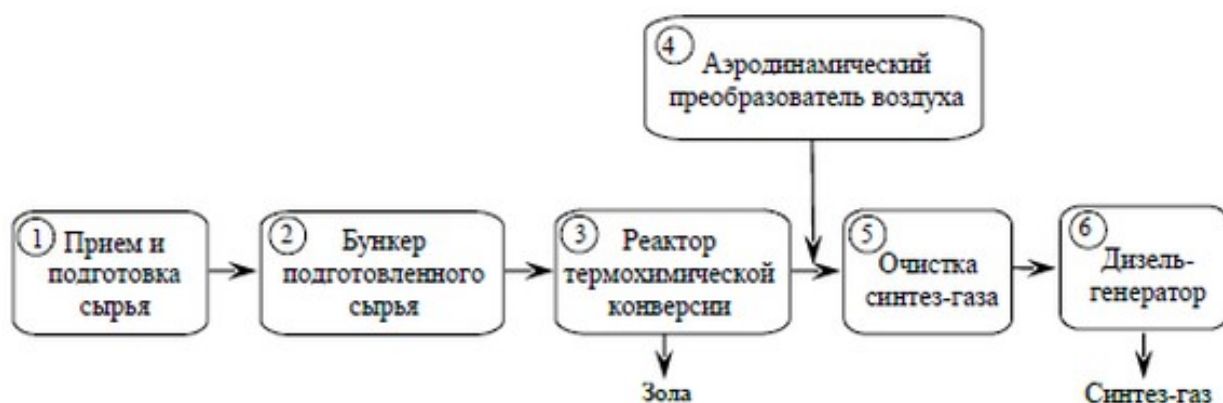 4
Аэродинамический
преобразователь воздуха
1
Прием и
подготовка
сырья
2
Бункер
подготовленного
сырья
3
Реактор
термохимической
конверсии
5
Очистка
синтез-газа
6
Дизель-
генератор
Зола
Синтез-газ